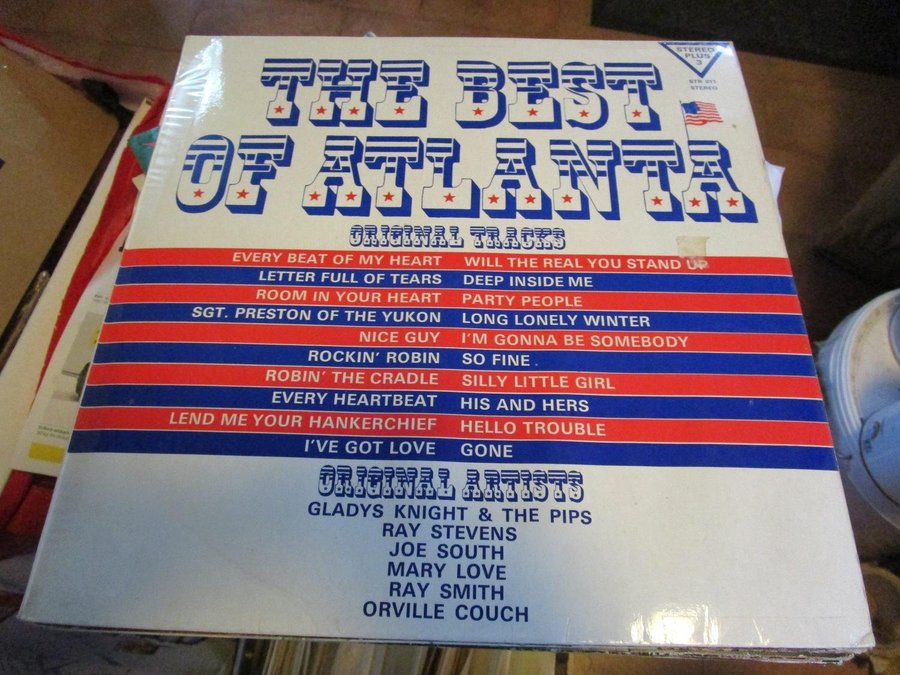 STEREO
PLUS
3
STR 211
STEREO
THE BEST
OF ATLANTA
ORIGINAL TRACKS
EVERY BEAT OF MY HEART WILL THE REAL YOU STAND UP
LETTER FULL OF TEARS DEEP INSIDE ME
ROOM IN YOUR HEART PARTY PEOPLE
SGT. PRESTON OF THE YUKON LONG LONELY WINTER
NICE GUY I'M GONNA BE SOMEBODY
ROCKIN' ROBIN SO FINE
ROBIN' THE CRADLE SILLY LITTLE GIRL
EVERY HEARTBEAT HIS AND HERS
LEND ME YOUR HANKERCHIEF HELLO TROUBLE
I'VE GOT LOVE GONE
ORIGINAL ARTISTS
GLADYS KNIGHT & THE PIPS
RAY STEVENS
JOE SOUTH
MARY LOVE
RAY SMITH
ORVILLE COUCH